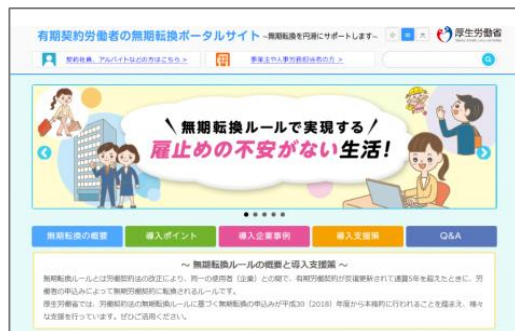 有期契約労働者の無期転換ポータルサイト ~無期転換を円滑にサポートします~
小 中 大
厚生労働省
契約社員、アルバイトなどの方はこちら >
事業主や人事労務担当者の方 >
無期転換ルールで実現する
雇止めの不安がない生活!
無期転換の概要
導入ポイント
導入企業事例
導入支援策
Q&A
~ 無期転換ルールの概要と導入支援策 ~
無期転換ルールとは労働契約法の改正により、同一の使用者(企業)との間で、有期労働契約が反復更新されて通算5年を超えたときに、労
働者の申込みによって無期労働契約に転換されるルールです。
厚生労働省では、労働契約法の無期転換ルールに基づく無期転換の申込みが平成30(2018)年度から本格的に行われることを踏まえ、様々
な支援を行っています。ぜひご活用ください。